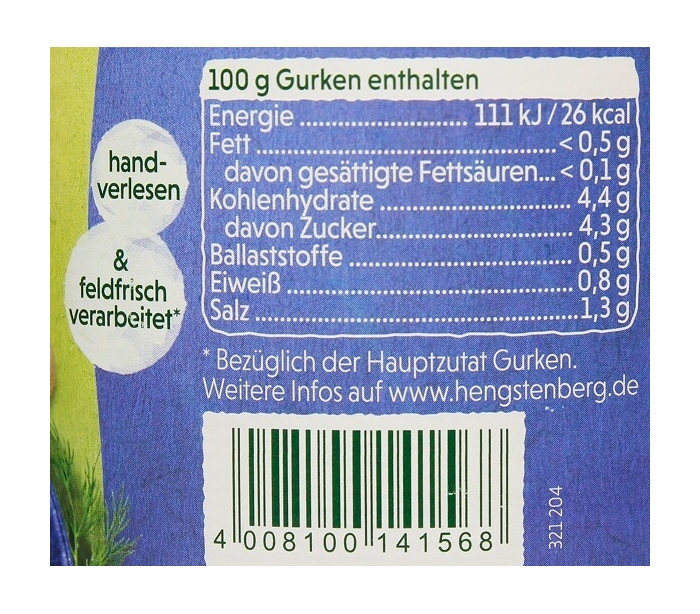 100 g Gurken enthalten
Energie .......................... 111 kJ / 26 kcal
Fett ............................................... < 0,5 g
davon gesättigte Fettsäuren... < 0,1 g
Kohlenhydrate .............................. 4,4 g
davon Zucker............................... 4,3 g
Ballaststoffe ................................... 0,5 g
Eiweiß ............................................. 0,8 g
Salz ..................................................1,3 g
hand-
verlesen
&
feldfrisch
verarbeitet*
* Bezüglich der Hauptzutat Gurken.
Weitere Infos auf www.hengstenberg.de
4 008100 141568
321 204